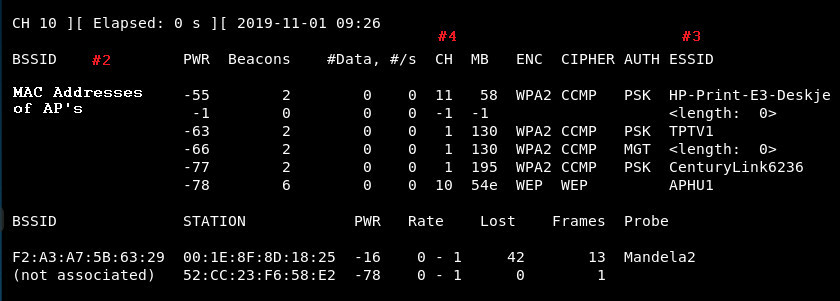 CH 10 ][ Elapsed: 0 s ][ 2019-11-01 09:26
#4 #3
BSSID #2 PWR Beacons #Data, #/s CH MB ENC CIPHER AUTH ESSID
MAC Addresses -55 2 0 0 11 58 WPA2 CCMP PSK HP-Print-E3-Deskje
of AP's -1 0 0 0 -1 -1 <length: 0>
-63 2 0 0 1 130 WPA2 CCMP PSK TPTV1
-66 2 0 0 1 130 WPA2 CCMP MGT <length: 0>
-77 2 0 0 1 195 WPA2 CCMP PSK CenturyLink6236
-78 6 0 0 10 54e WEP WEP APHU1
BSSID STATION PWR Rate Lost Frames Probe
F2:A3:A7:5B:63:29 00:1E:8F:8D:18:25 -16 0 - 1 42 13 Mandela2
(not associated) 52:CC:23:F6:58:E2 -78 0 - 1 0 1